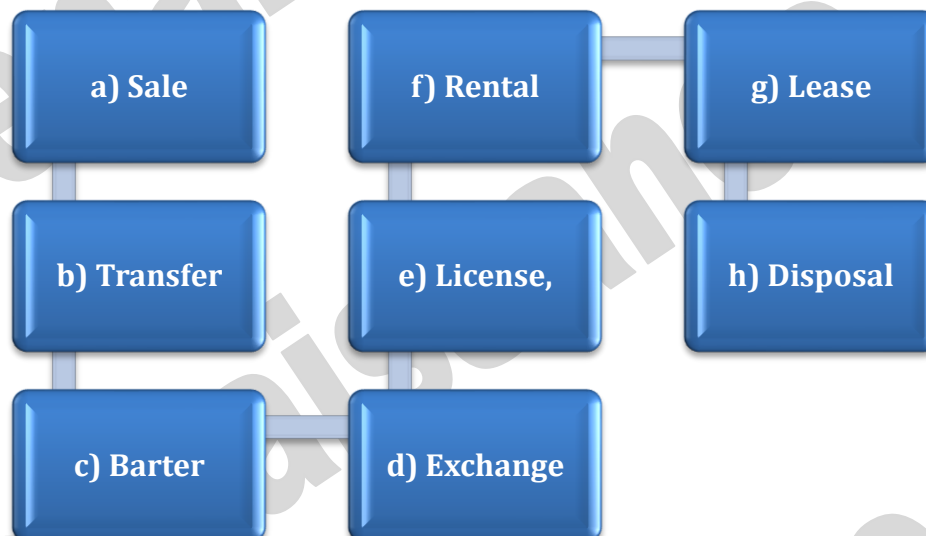 a) Sale
b) Transfer
c) Barter
d) Exchange
e) License,
f) Rental
g) Lease
h) Disposal